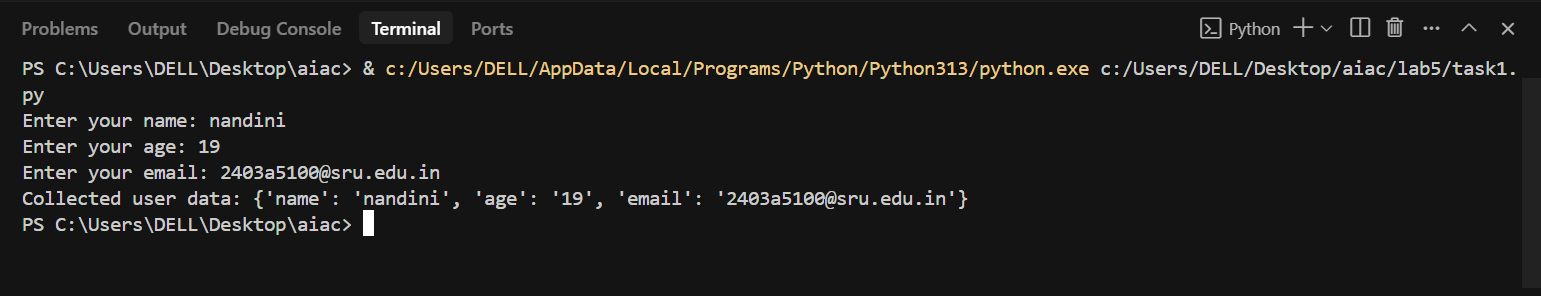 Problems Output Debug Console Terminal Ports Python
PS C:\Users\DELL\Desktop\aiac> & c:/Users/DELL/AppData/Local/Programs/Python/Python313/python.exe c:/Users/DELL/Desktop/aiac/lab5/task1.
py
Enter your name: nandini
Enter your age: 19
Enter your email: 2403a5100@sru.edu.in
Collected user data: {'name': 'nandini', 'age': '19', 'email': '2403a5100@sru.edu.in'}
PS C:\Users\DELL\Desktop\aiac>